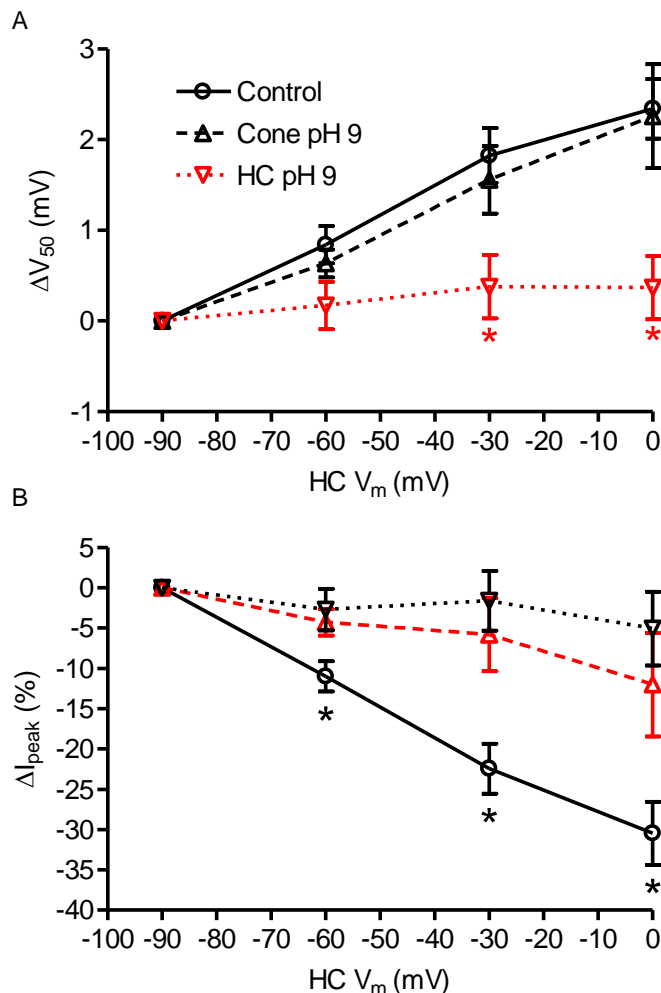 A
ΔV50 (mV)
3
2
1
0
-1
Control
Cone pH 9
HC pH 9
*
*
-100 -90 -80 -70 -60 -50 -40 -30 -20 -10 0
HC Vm (mV)
B
ΔIpeak (%)
5
0
-5
-10
-15
-20
-25
-30
-35
-40
*
*
*
-100 -90 -80 -70 -60 -50 -40 -30 -20 -10 0
HC Vm (mV)